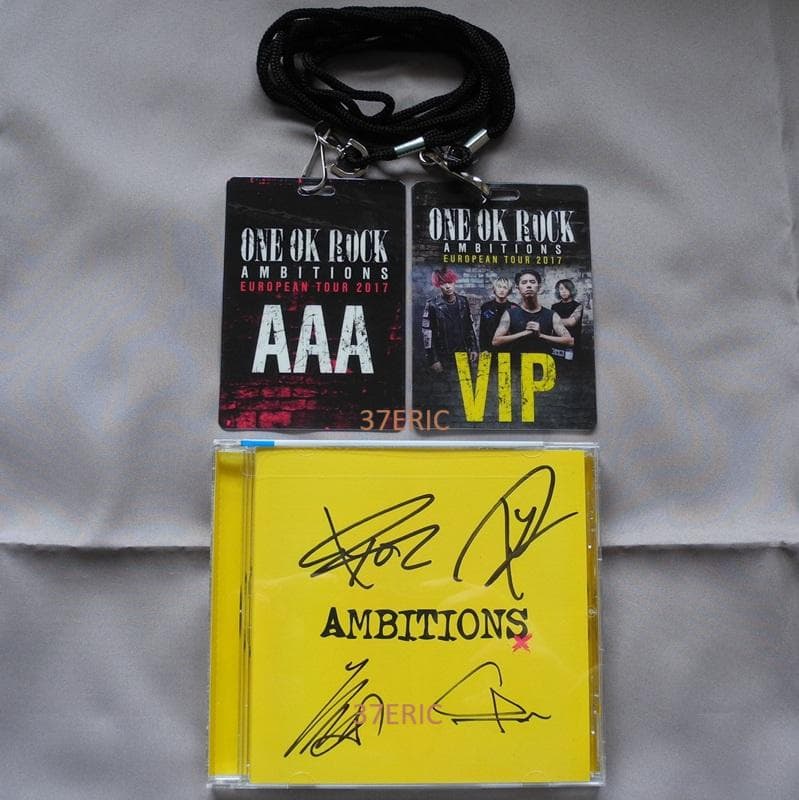 ONE OK ROCK
AMBITIONS
EUROPEAN TOUR 2017
AAA
ONE OK ROCK
AMBITIONS
EUROPEAN TOUR 2017
VIP
37ERIC
AMBITIONS
37ERIC